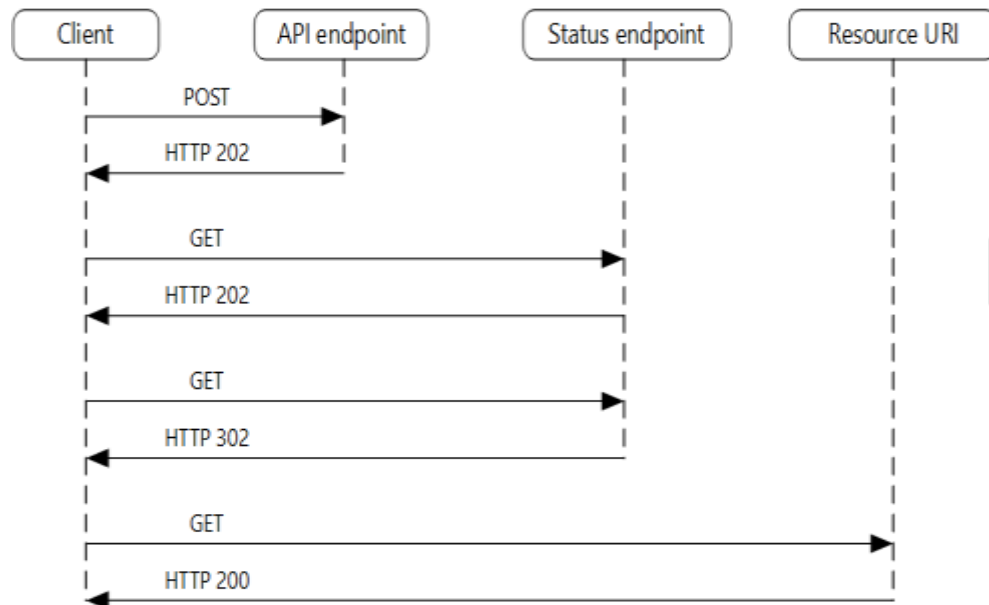 Client
API endpoint
Status endpoint
Resource URI
POST
HTTP 202
GET
HTTP 202
GET
HTTP 302
GET
HTTP 200